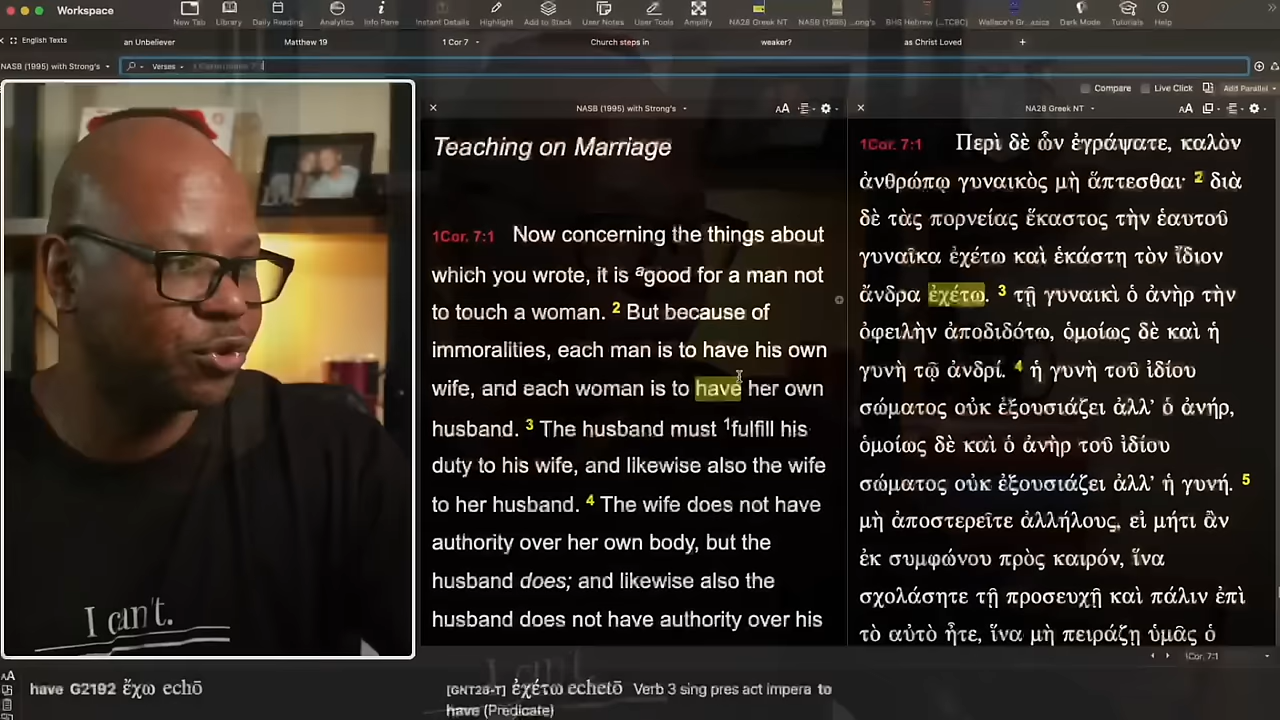 Workspace
New Tab Library Daily Reading Analytics Info Pane Instant Details Highlight Add to Stack User Notes User Tools Amplify NA28 Greek NT NASB (1995) ...ong's BHS Hebrew (...TCBC) Wallace's Gr...asics Dark Mode Tutorials Help
English Texts an Unbeliever Matthew 19 1 Cor 7 Church steps in weaker? as Christ Loved
NASB (1995) with Strong's Verses
Compare Live Click Add Parallel
NASB (1995) with Strong's
Teaching on Marriage
1Cor. 7:1 Now concerning the things about
which you wrote, it is ᵃgood for a man not
to touch a woman. 2 But because of
immoralities, each man is to have his own
wife, and each woman is to have her own
husband. 3 The husband must ¹fulfill his
duty to his wife, and likewise also the wife
to her husband. 4 The wife does not have
authority over her own body, but the
husband does; and likewise also the
husband does not have authority over his
NA28 Greek NT
1Cor. 7:1 Περὶ δὲ ὧν ἐγράψατε, καλὸν
ἀνθρώπῳ γυναικὸς μὴ ἅπτεσθαι· 2 διὰ
δὲ τὰς πορνείας ἕκαστος τὴν ἑαυτοῦ
γυναῖκα ἐχέτω καὶ ἑκάστη τὸν ἴδιον
ἄνδρα ἐχέτω. 3 τῇ γυναικὶ ὁ ἀνὴρ τὴν
ὀφειλὴν ἀποδιδότω, ὁμοίως δὲ καὶ ἡ
γυνὴ τῷ ἀνδρί. 4 ἡ γυνὴ τοῦ ἰδίου
σώματος οὐκ ἐξουσιάζει ἀλλ’ ὁ ἀνήρ,
ὁμοίως δὲ καὶ ὁ ἀνὴρ τοῦ ἰδίου
σώματος οὐκ ἐξουσιάζει ἀλλ’ ἡ γυνή. 5
μὴ ἀποστερεῖτε ἀλλήλους, εἰ μήτι ἂν
ἐκ συμφώνου πρὸς καιρόν, ἵνα
σχολάσητε τῇ προσευχῇ καὶ πάλιν ἐπὶ
τὸ αὐτὸ ἦτε, ἵνα μὴ πειράζῃ ὑμᾶς ὁ
1Cor. 7:1
I can't.
have G2192 ἔχω echō
[GNT28-T] ἐχέτω echetō Verb 3 sing pres act impera to
have (Predicate)